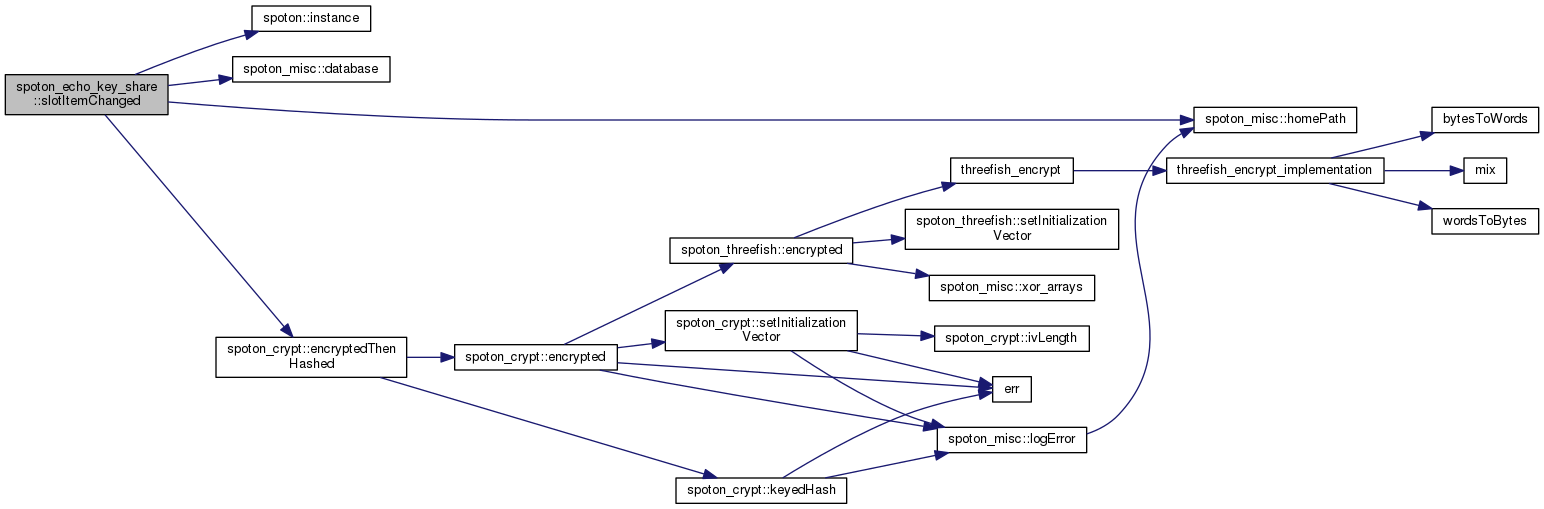 spoton::instance
spoton_misc::database
spoton_echo_key_share
::slotItemChanged
spoton_misc::homePath
bytesToWords
threefish_encrypt
threefish_encrypt_implementation
mix
spoton_threefish::setInitialization
Vector
wordsToBytes
spoton_threefish::encrypted
spoton_misc::xor_arrays
spoton_crypt::setInitialization
Vector
spoton_crypt::ivLength
spoton_crypt::encryptedThen
Hashed
spoton_crypt::encrypted
err
spoton_misc::logError
spoton_crypt::keyedHash